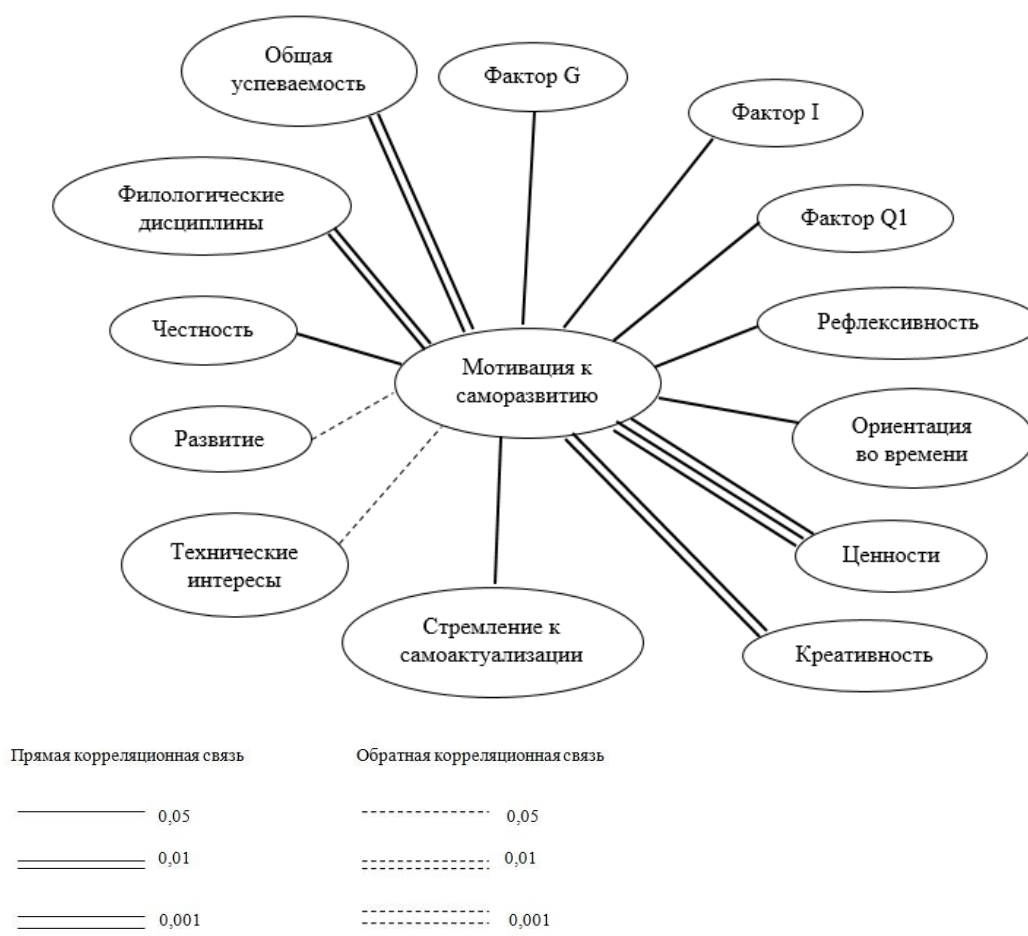 Общая
успеваемость
Фактор G
Фактор I
Филологические
дисциплины
Фактор Q1
Честность
Рефлексивность
Мотивация к
саморазвитию
Развитие
Ориентация
во времени
Технические
интересы
Ценности
Стремление к
самоактуализации
Креативность
Прямая корреляционная связь
Обратная корреляционная связь
0,05
0,05
0,01
0,01
0,001
0,001